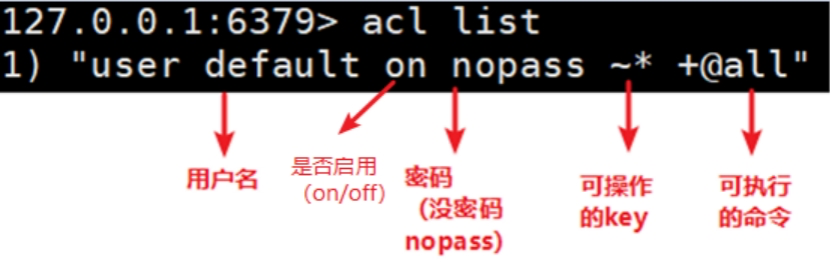 127.0.0.1:6379> acl list
1) "user default on nopass ~* +@all"
用户名
是否启用
（on/off）
密码
（没密码
nopass）
可操作
的key
可执行
的命令